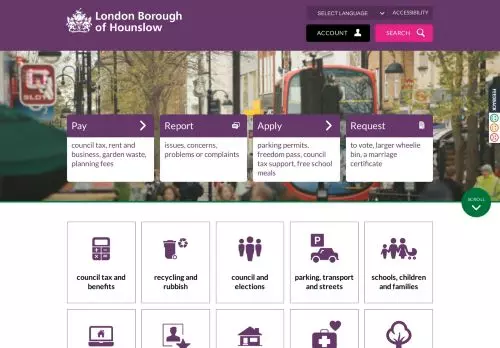 London Borough
of Hounslow
SELECT LANGUAGE
ACCESSIBILITY
ACCOUNT
SEARCH
FEEDBACK
Pay
council tax, rent and
business, garden waste,
planning fees
Report
issues, concerns,
problems or complaints
Apply
parking permits,
freedom pass, council
tax support, free school
meals
Request
to vote, larger wheelie
bin, a marriage
certificate
SCROLL
council tax and
benefits
recycling and
rubbish
council and
elections
P
parking, transport
and streets
schools, children
and families